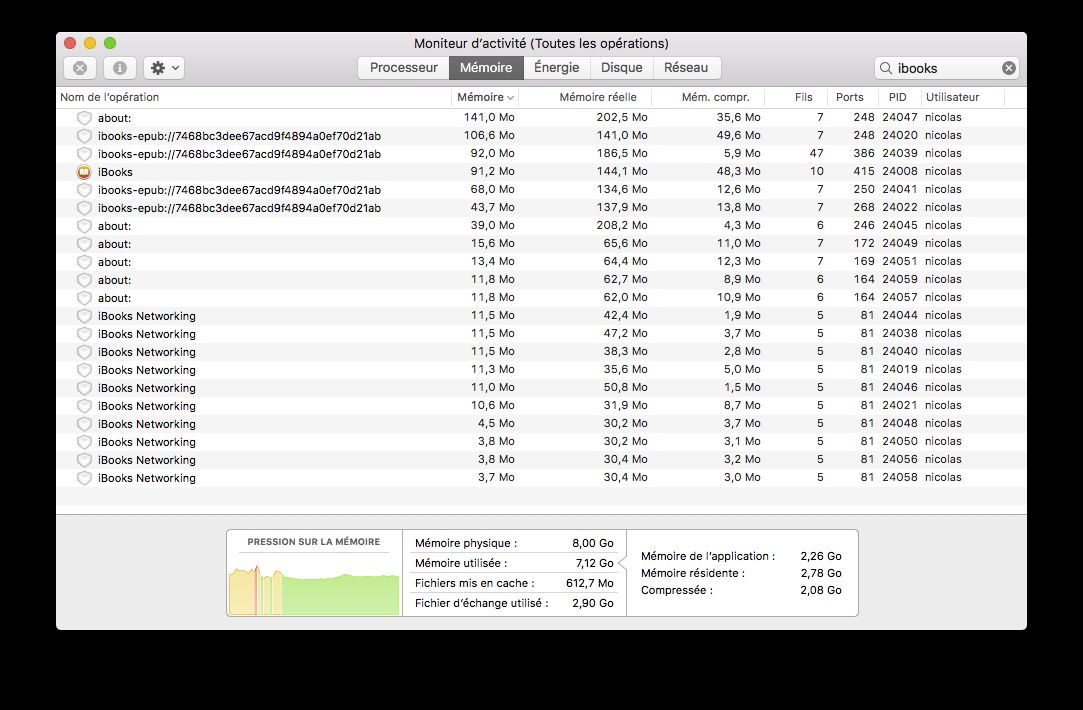 Moniteur d’activité (Toutes les opérations)
Processeur Mémoire Énergie Disque Réseau ibooks
Nom de l’opération Mémoire Mémoire réelle Mém. compr. Fils Ports PID Utilisateur
about: 141,0 Mo 202,5 Mo 35,6 Mo 7 248 24047 nicolas
ibooks-epub://7468bc3dee67acd9f4894a0ef70d21ab 106,6 Mo 141,0 Mo 49,6 Mo 7 248 24020 nicolas
ibooks-epub://7468bc3dee67acd9f4894a0ef70d21ab 92,0 Mo 186,5 Mo 5,9 Mo 47 386 24039 nicolas
iBooks 91,2 Mo 144,1 Mo 48,3 Mo 10 415 24008 nicolas
ibooks-epub://7468bc3dee67acd9f4894a0ef70d21ab 68,0 Mo 134,6 Mo 12,6 Mo 7 250 24041 nicolas
ibooks-epub://7468bc3dee67acd9f4894a0ef70d21ab 43,7 Mo 137,9 Mo 13,8 Mo 7 268 24022 nicolas
about: 39,0 Mo 208,2 Mo 4,3 Mo 6 246 24045 nicolas
about: 15,6 Mo 65,6 Mo 11,0 Mo 7 172 24049 nicolas
about: 13,4 Mo 64,4 Mo 12,3 Mo 7 169 24051 nicolas
about: 11,8 Mo 62,7 Mo 8,9 Mo 6 164 24059 nicolas
about: 11,8 Mo 62,0 Mo 10,9 Mo 6 164 24057 nicolas
iBooks Networking 11,5 Mo 42,4 Mo 1,9 Mo 5 81 24044 nicolas
iBooks Networking 11,5 Mo 47,2 Mo 3,7 Mo 5 81 24038 nicolas
iBooks Networking 11,5 Mo 38,3 Mo 2,8 Mo 5 81 24040 nicolas
iBooks Networking 11,3 Mo 35,6 Mo 5,0 Mo 5 81 24019 nicolas
iBooks Networking 11,0 Mo 50,8 Mo 1,5 Mo 5 81 24046 nicolas
iBooks Networking 10,6 Mo 31,9 Mo 8,7 Mo 5 81 24021 nicolas
iBooks Networking 4,5 Mo 30,2 Mo 3,7 Mo 5 81 24048 nicolas
iBooks Networking 3,8 Mo 30,2 Mo 3,1 Mo 5 81 24050 nicolas
iBooks Networking 3,8 Mo 30,4 Mo 3,2 Mo 5 81 24056 nicolas
iBooks Networking 3,7 Mo 30,4 Mo 3,0 Mo 5 81 24058 nicolas
PRESSION SUR LA MÉMOIRE
Mémoire physique : 8,00 Go
Mémoire utilisée : 7,12 Go
Fichiers mis en cache : 612,7 Mo
Fichier d’échange utilisé : 2,90 Go
Mémoire de l’application : 2,26 Go
Mémoire résidente : 2,78 Go
Compressée : 2,08 Go